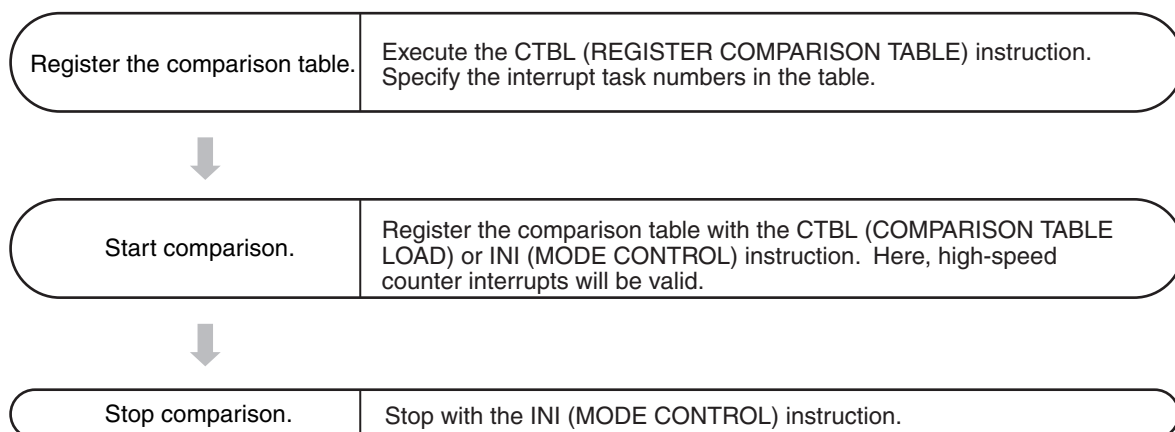 Register the comparison table.
Execute the CTBL (REGISTER COMPARISON TABLE) instruction.
Specify the interrupt task numbers in the table.
Start comparison.
Register the comparison table with the CTBL (COMPARISON TABLE
LOAD) or INI (MODE CONTROL) instruction.  Here, high-speed
counter interrupts will be valid.
Stop comparison.
Stop with the INI (MODE CONTROL) instruction.